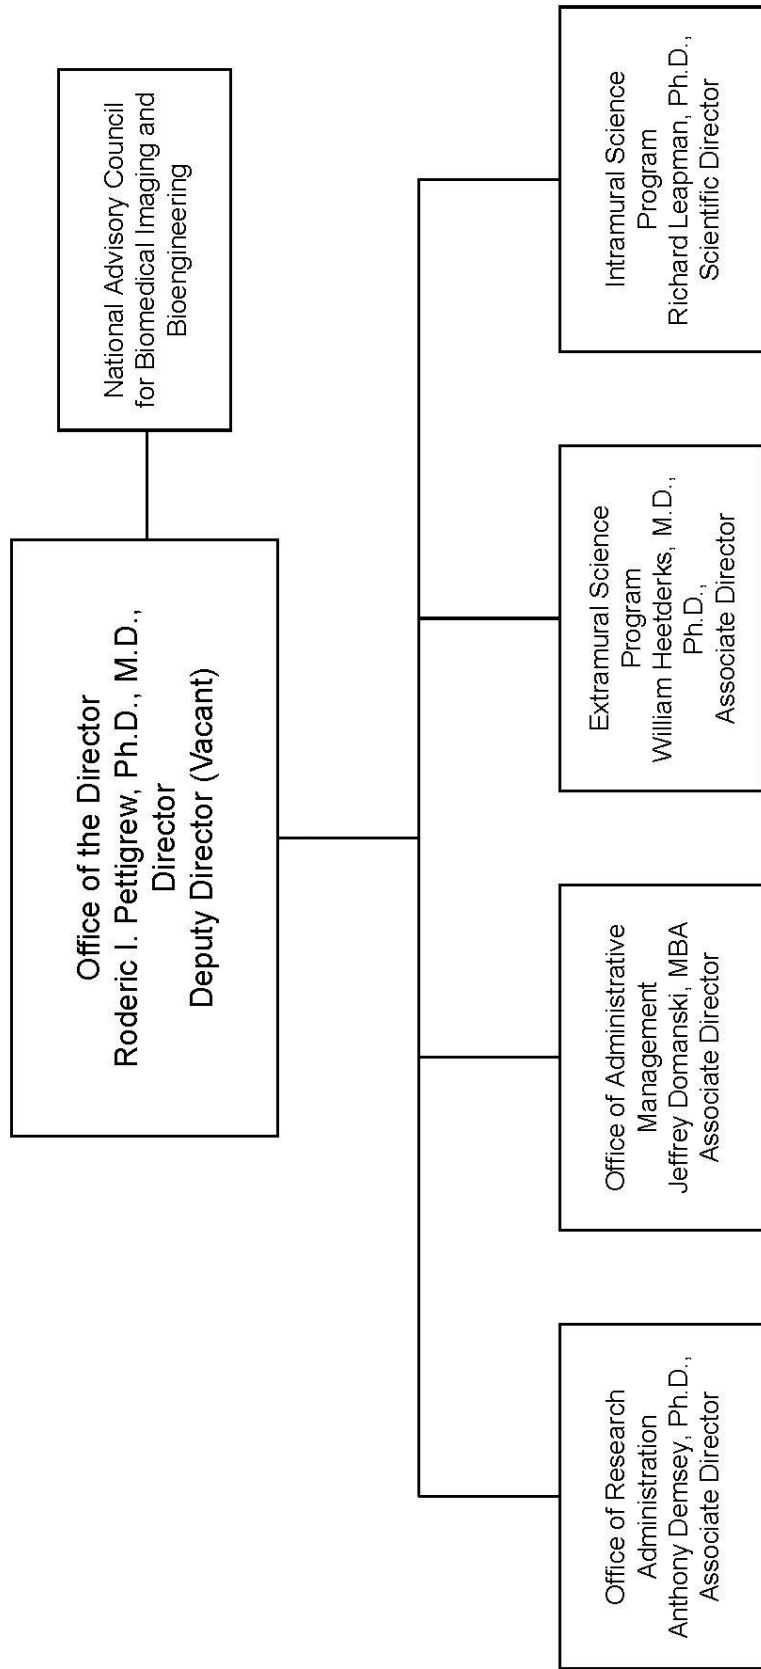 Office of the Director
Roderic I. Pettigrew, Ph.D., M.D.,
Director
Deputy Director (Vacant)
National Advisory Council
for Biomedical Imaging and
Bioengineering
Office of Research
Administration
Anthony Demsey, Ph.D.,
Associate Director
Office of Administrative
Management
Jeffrey Domanski, MBA
Associate Director
Extramural Science
Program
William Heetderks, M.D.,
Ph.D.,
Associate Director
Intramural Science
Program
Richard Leapman, Ph.D.,
Scientific Director